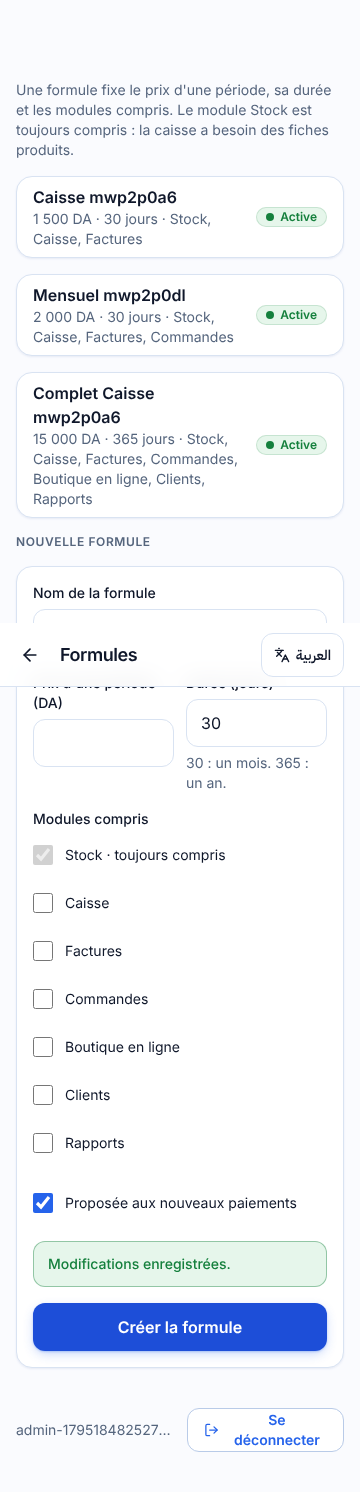 Une formule fixe le prix d'une période, sa durée
et les modules compris. Le module Stock est
toujours compris : la caisse a besoin des fiches
produits.
Caisse mwp2p0a6
1 500 DA · 30 jours · Stock,
Caisse, Factures
Active
Mensuel mwp2p0dl
2 000 DA · 30 jours · Stock,
Caisse, Factures, Commandes
Active
Complet Caisse
mwp2p0a6
15 000 DA · 365 jours · Stock,
Caisse, Factures, Commandes,
Boutique en ligne, Clients,
Rapports
Active
NOUVELLE FORMULE
Nom de la formule
Formules
العربية
(DA)
30
30 : un mois. 365 :
un an.
Modules compris
Stock · toujours compris
Caisse
Factures
Commandes
Boutique en ligne
Clients
Rapports
Proposée aux nouveaux paiements
Modifications enregistrées.
Créer la formule
admin-179518482527...
Se
déconnecter